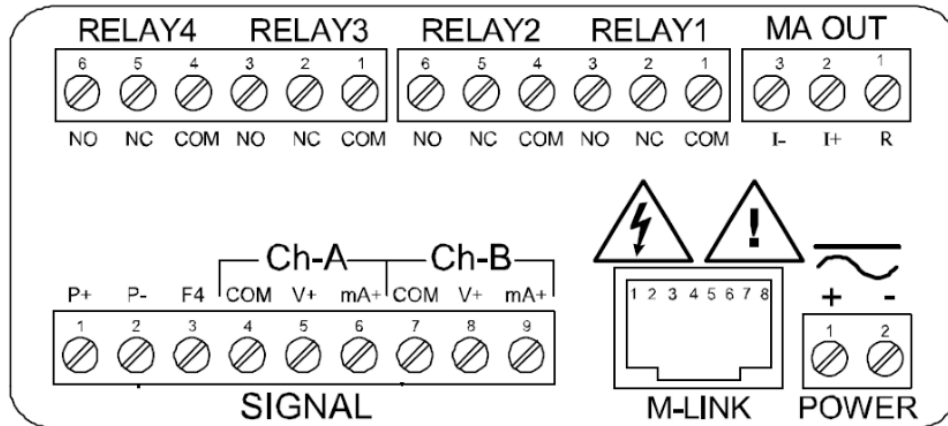 RELAY4 RELAY3 RELAY2 RELAY1 MA OUT
6 5 4 3 2 1 6 5 4 3 2 1 3 2 1
NO NC COM NO NC COM NO NC COM NO NC COM I- I+ R
Ch-A Ch-B
P+ P- F4 COM V+ mA+ COM V+ mA+
1 2 3 4 5 6 7 8 9
SIGNAL
!
1 2 3 4 5 6 7 8
M-LINK
+ -
1 2
POWER